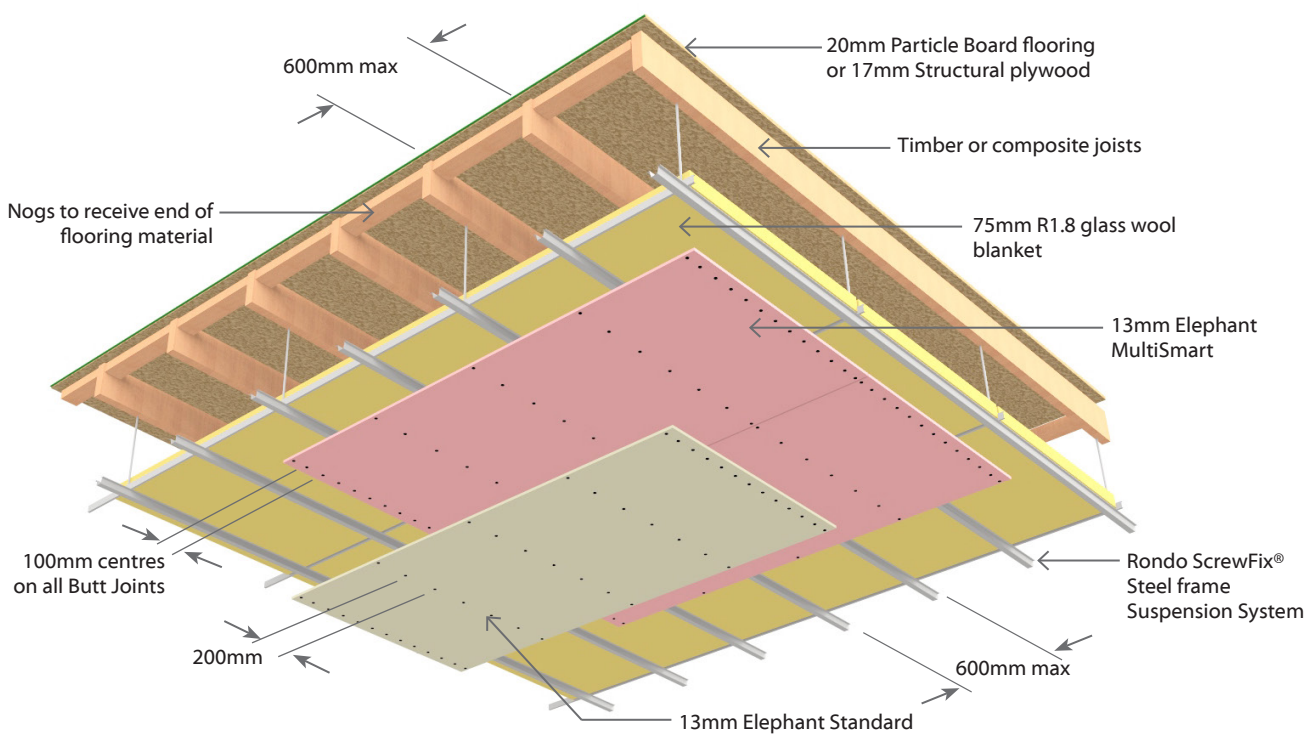 20mm Particle Board flooring
or 17mm Structural plywood
600mm max
Timber or composite joists
Nogs to receive end of
flooring material
75mm R1.8 glass wool
blanket
13mm Elephant
MultiSmart
100mm centres
on all Butt Joints
Rondo ScrewFix®
Steel frame
Suspension System
200mm
600mm max
13mm Elephant Standard